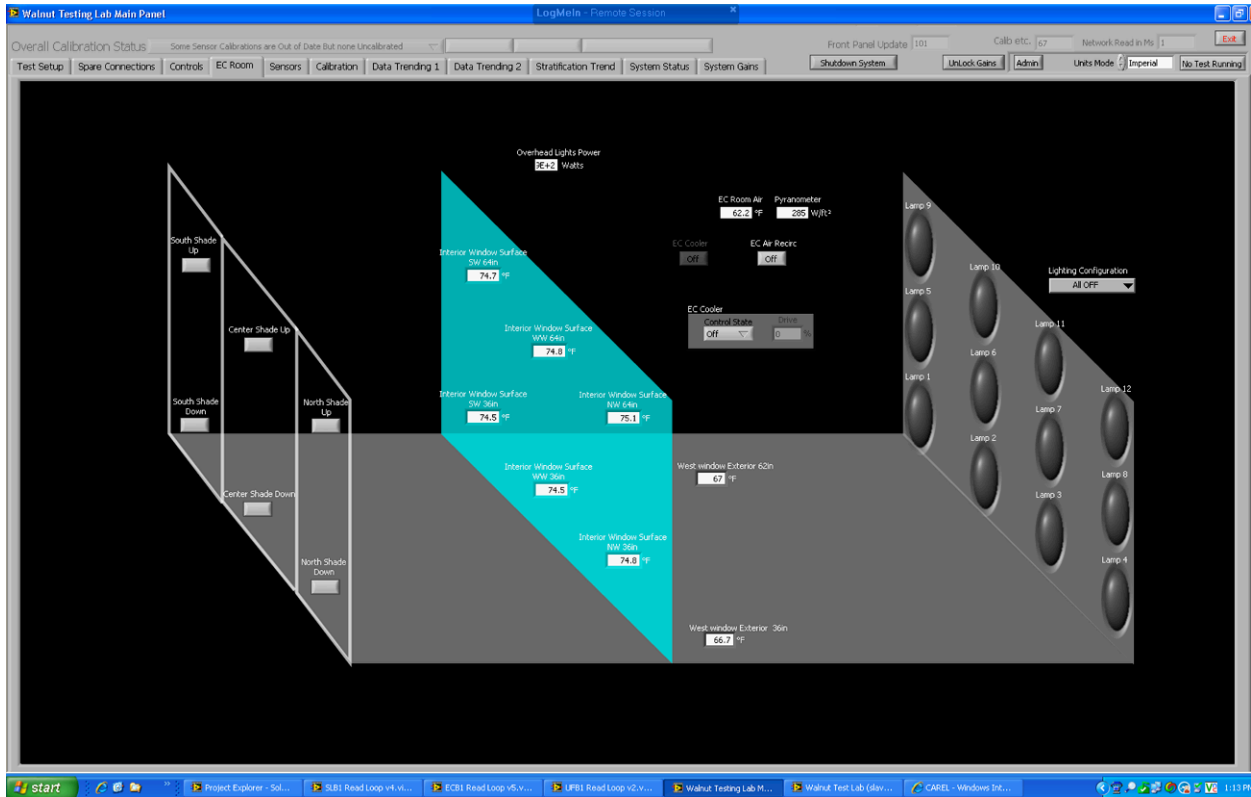 Walnut Testing Lab Main Panel
LogMeIn - Remote Session
Overall Calibration Status
Some Sensor Calibrations are Out of Date But none Uncalibrated
Front Panel Update 101
Calib etc. 67
Network Read in Ms 1
Exit
Test Setup
Spare Connections
Controls
EC Room
Sensors
Calibration
Data Trending 1
Data Trending 2
Stratification Trend
System Status
System Gains
Shutdown System
UnLock Gains
Admin
Units Mode
Imperial
No Test Running
Overhead Lights Power
9E+2 Watts
EC Room Air
62.2 °F
Pyranometer
285 W/ft²
EC Cooler
Off
EC Air Recirc
Off
EC Cooler
Control State
Off
Drive
0 %
Lighting Configuration
All OFF
South Shade
Up
Center Shade Up
North Shade
Up
South Shade
Down
Center Shade Down
North Shade
Down
Interior Window Surface
SW 64in
74.7 °F
Interior Window Surface
WW 64in
74.8 °F
Interior Window Surface
SW 36in
74.5 °F
Interior Window Surface
NW 64in
75.1 °F
Interior Window Surface
WW 36in
74.5 °F
Interior Window Surface
NW 36in
74.8 °F
West window Exterior 62in
67 °F
West window Exterior 36in
66.7 °F
Lamp 9
Lamp 10
Lamp 11
Lamp 12
Lamp 5
Lamp 6
Lamp 7
Lamp 8
Lamp 1
Lamp 2
Lamp 3
Lamp 4
start
Project Explorer - Sol...
SLB1 Read Loop v4.vi...
ECB1 Read Loop v5.v...
UFB1 Read Loop v2.v...
Walnut Testing Lab M...
Walnut Test Lab (slav...
CAREL - Windows Int...
1:13 PM